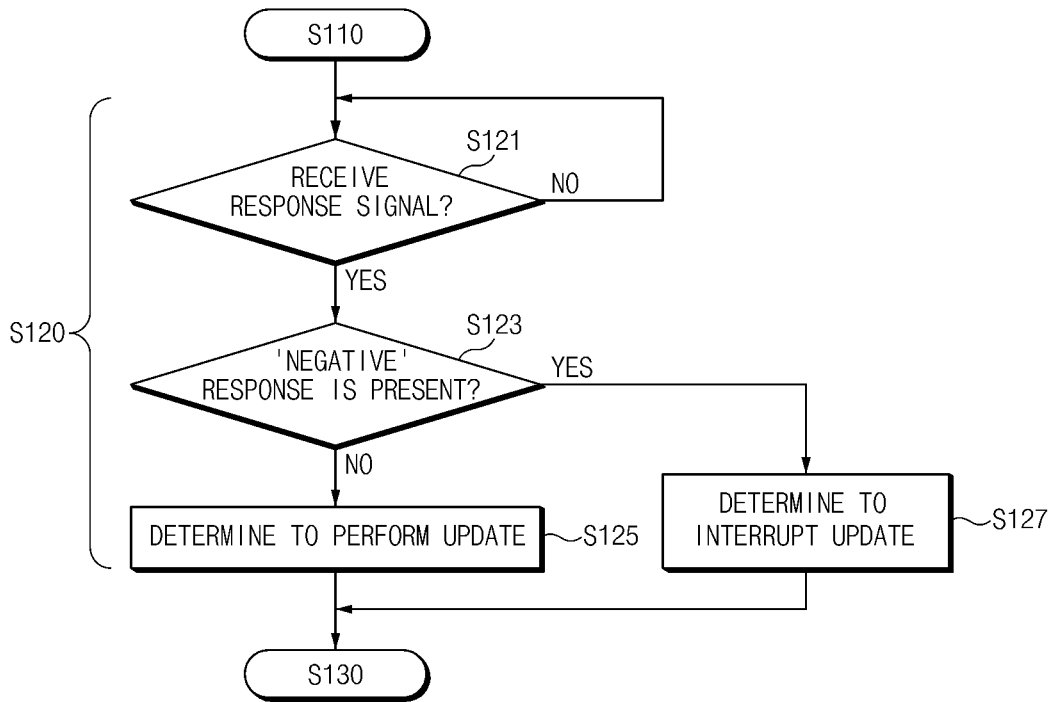 S110
S121
RECEIVE
RESPONSE SIGNAL?
NO
YES
S120
S123
'NEGATIVE'
RESPONSE IS PRESENT?
YES
NO
DETERMINE TO PERFORM UPDATE
S125
DETERMINE TO
INTERRUPT UPDATE
S127
S130